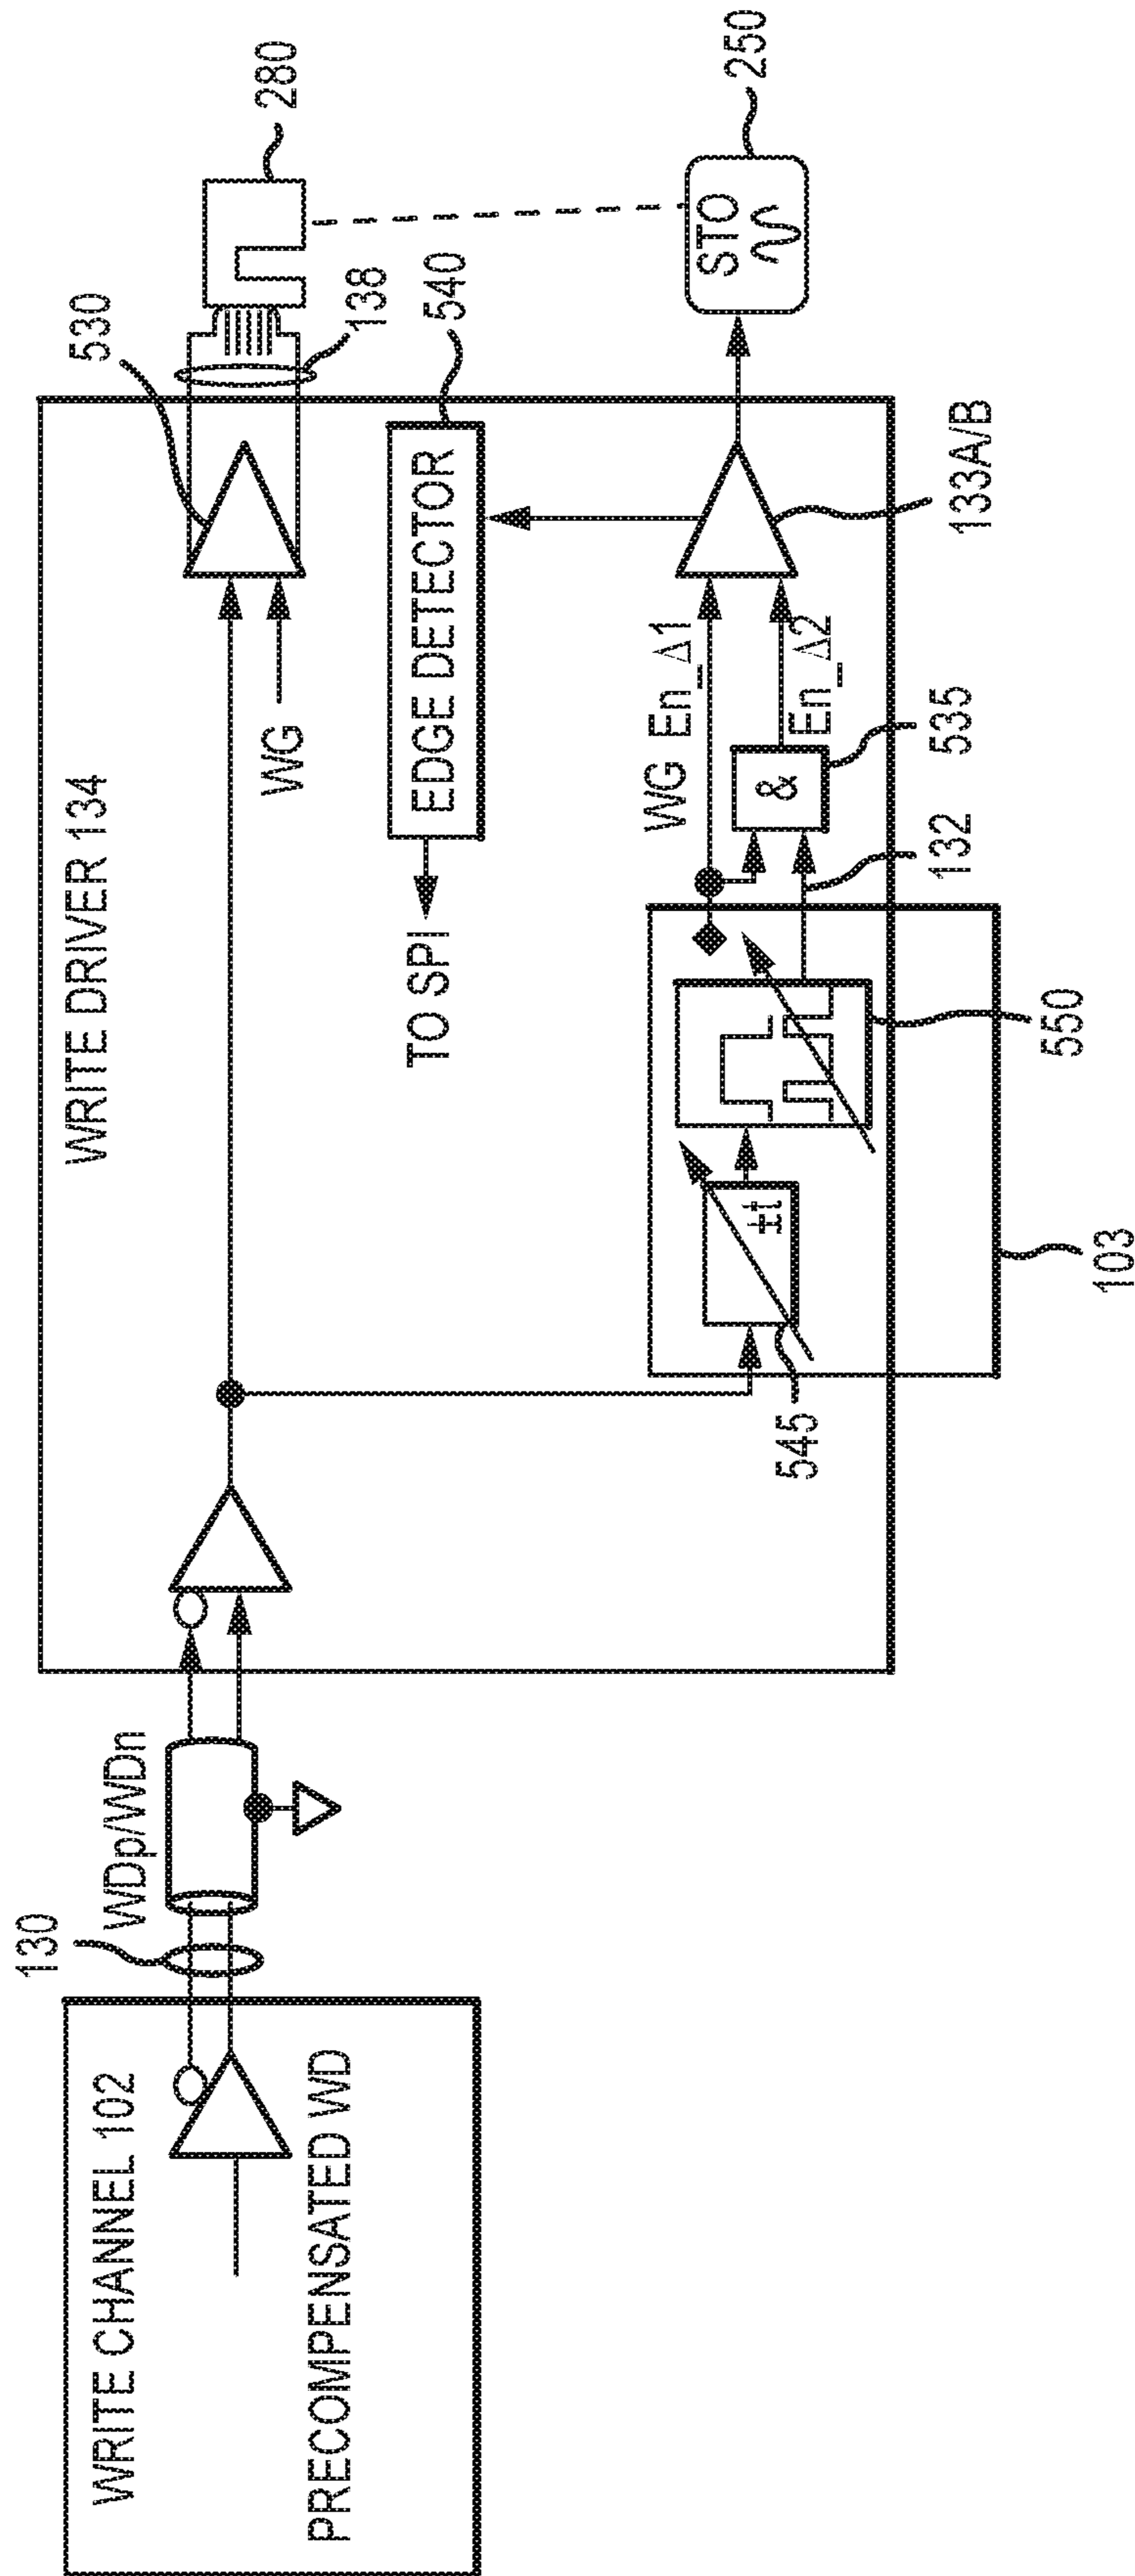 WRITE CHANNEL 102
PRECOMPENSATED WD
130
WDp/WDn
WRITE DRIVER 134
WG
530
138
280
EDGE DETECTOR
540
TO SPI
WG En_Δ1
En_Δ2
&
535
132
133A/B
STO
250
±t
545
550
103